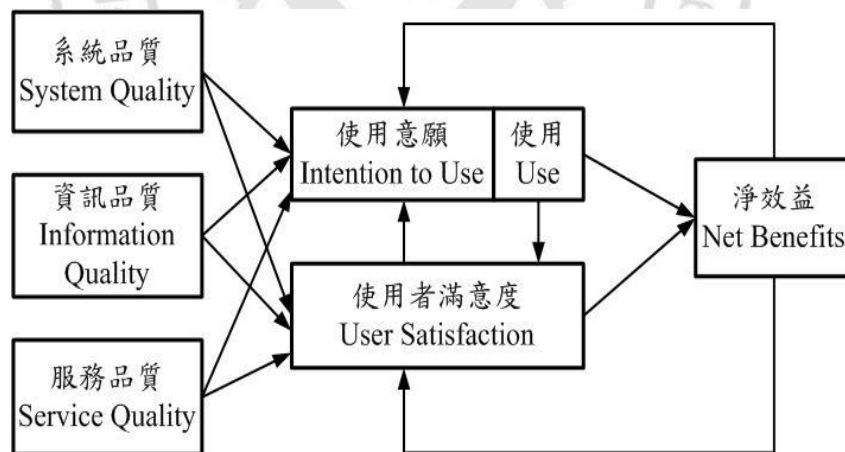 系統品質
System Quality
資訊品質
Information
Quality
服務品質
Service Quality
使用意願
Intention to Use
使用
Use
使用者滿意度
User Satisfaction
淨效益
Net Benefits